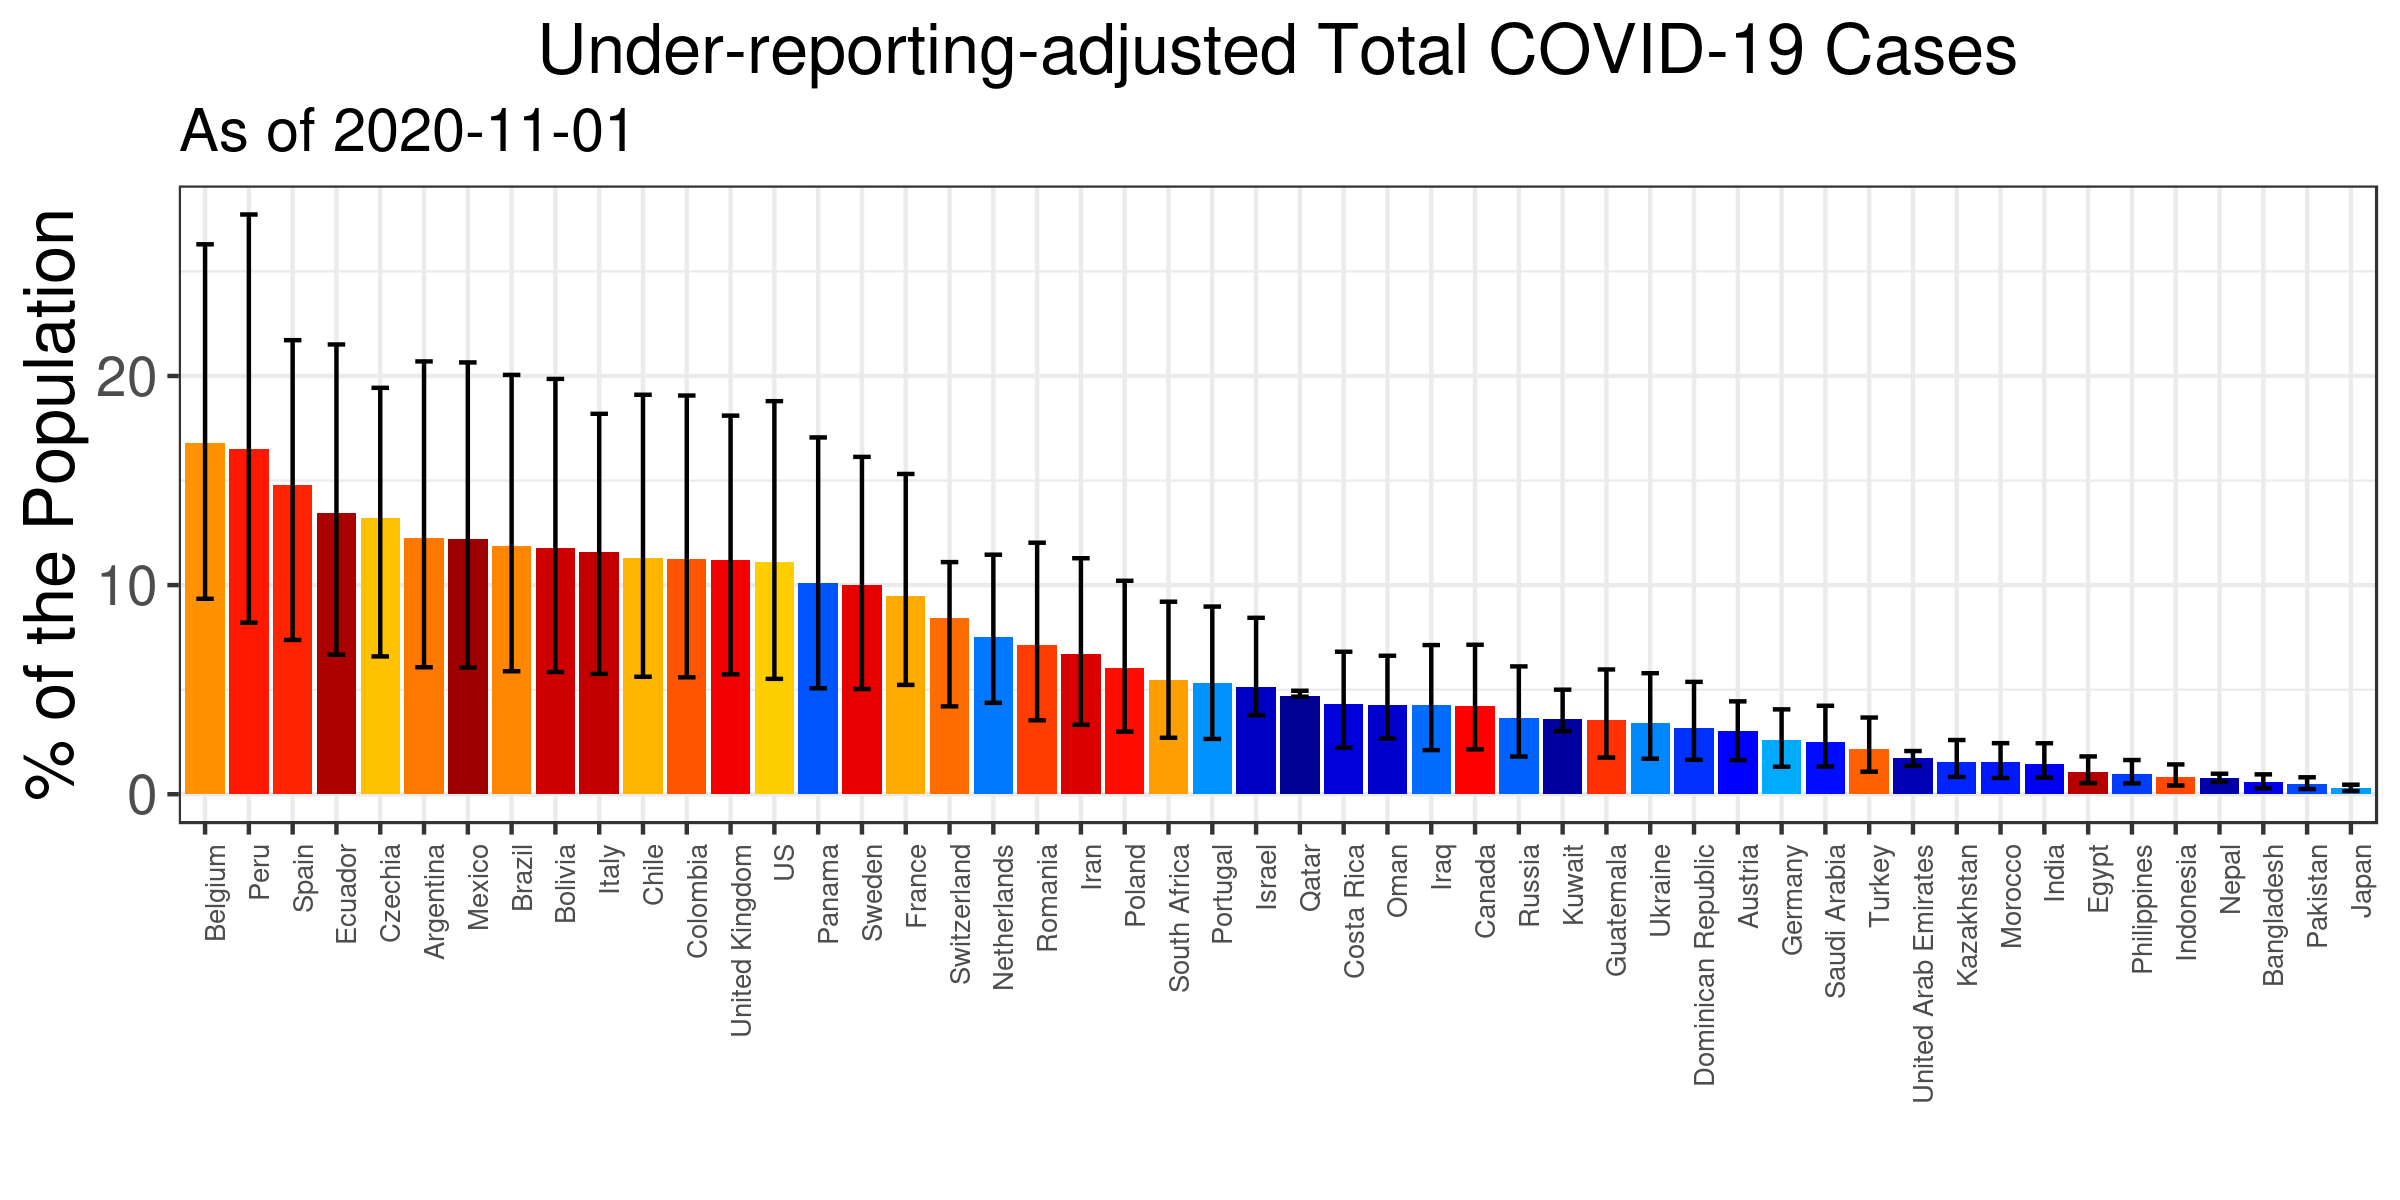 Under-reporting-adjusted Total COVID-19 Cases
As of 2020-11-01
% of the Population
20
10
0
Belgium
Peru
Spain
Ecuador
Czechia
Argentina
Mexico
Brazil
Bolivia
Italy
Chile
Colombia
United Kingdom
US
Panama
Sweden
France
Switzerland
Netherlands
Romania
Iran
Poland
South Africa
Portugal
Israel
Qatar
Costa Rica
Oman
Iraq
Canada
Russia
Kuwait
Guatemala
Ukraine
Dominican Republic
Austria
Germany
Saudi Arabia
Turkey
United Arab Emirates
Kazakhstan
Morocco
India
Egypt
Philippines
Indonesia
Nepal
Bangladesh
Pakistan
Japan